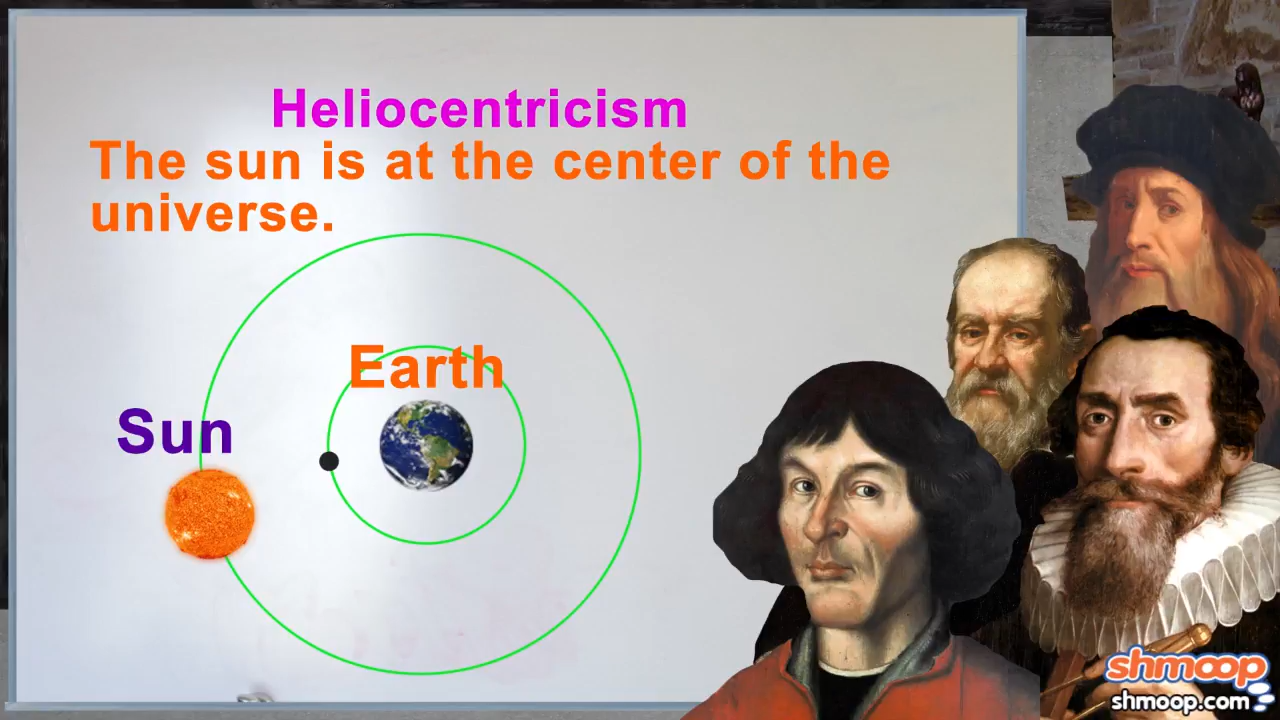 Heliocentricism
The sun is at the center of the
universe.
Earth
Sun
shmoop
shmoop.com